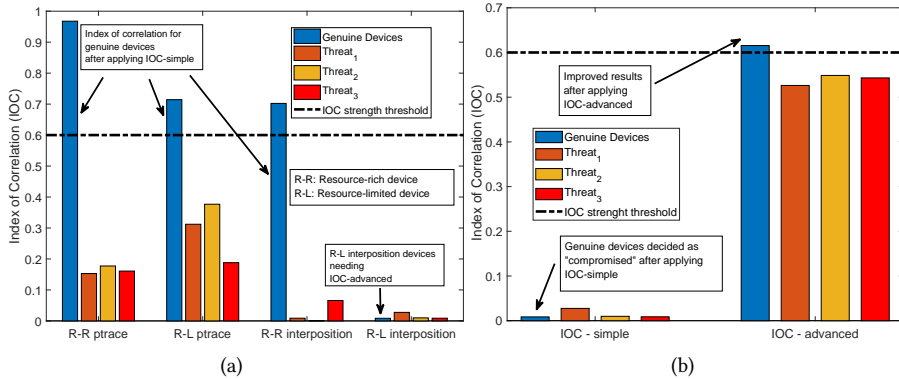 (a)
Index of Correlation (IOC)
1
0.9
0.8
0.7
0.6
0.5
0.4
0.3
0.2
0.1
0
Index of correlation for
genuine devices
after applying IOC-simple
Genuine Devices
Threat1
Threat2
Threat3
IOC strength threshold
R-R: Resource-rich device
R-L: Resource-limited device
R-L interposition devices
needing
IOC-advanced
R-R ptrace
R-L ptrace
R-R interposition
R-L interposition
(a)
(b)
Index of Correlation (IOC)
0.7
0.6
0.5
0.4
0.3
0.2
0.1
0
Improved results
after applying
IOC-advanced
Genuine Devices
Threat1
Threat2
Threat3
IOC strenght threshold
Genuine devices decided as
"compromised" after applying
IOC-simple
IOC - simple
IOC - advanced
(b)